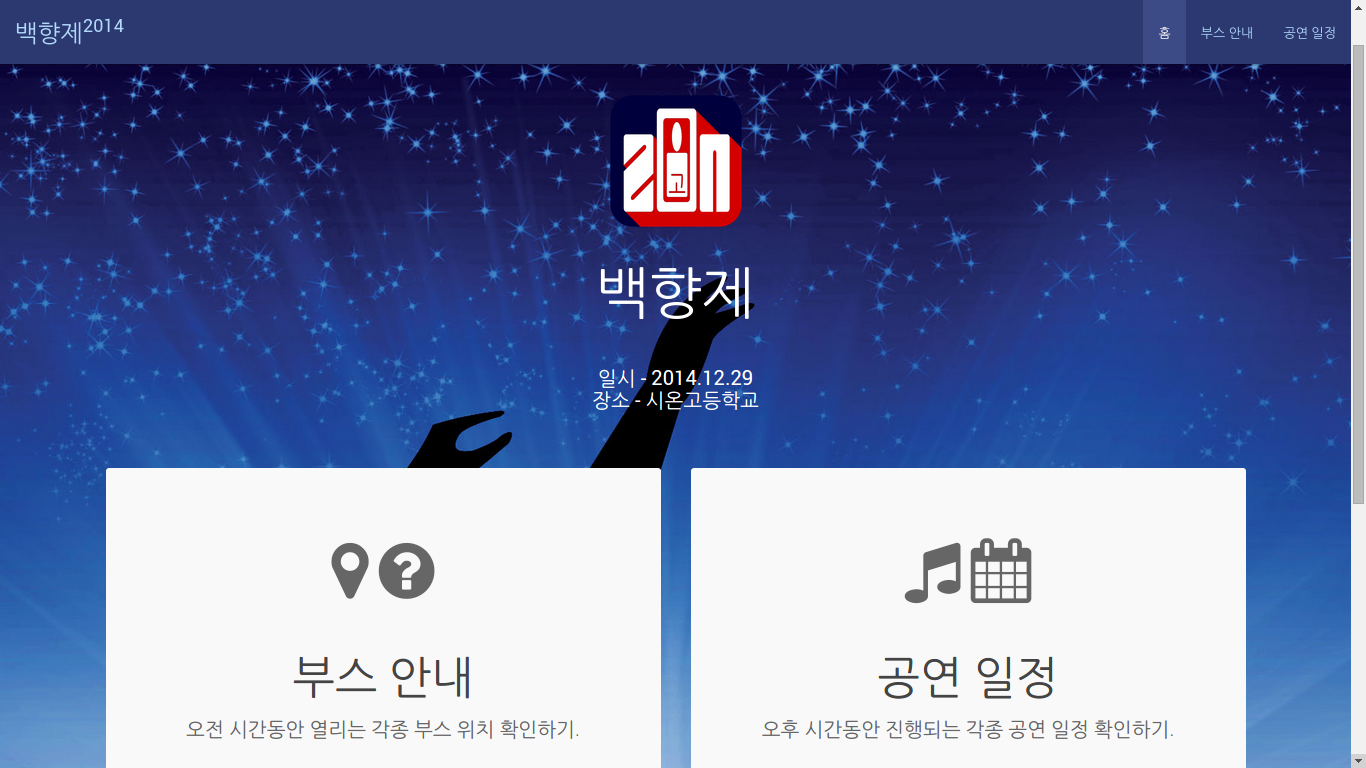 백향제2014
홈 부스 안내 공연 일정
고
백향제
일시 - 2014.12.29
장소 - 시온고등학교
부스 안내
오전 시간동안 열리는 각종 부스 위치 확인하기.
공연 일정
오후 시간동안 진행되는 각종 공연 일정 확인하기.